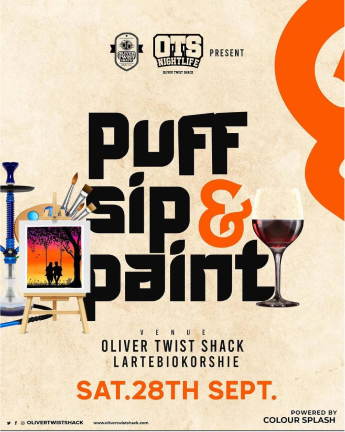 OTS
NIGHTLIFE
OLIVER TWIST SHACK
PRESENT
puff
sip &
paint
VENUE
OLIVER TWIST SHACK
LARTEBIOKORSHIE
SAT.28TH SEPT.
OLIVERTWISTSHACK
www.olivertwistshack.com
POWERED BY
COLOUR SPLASH